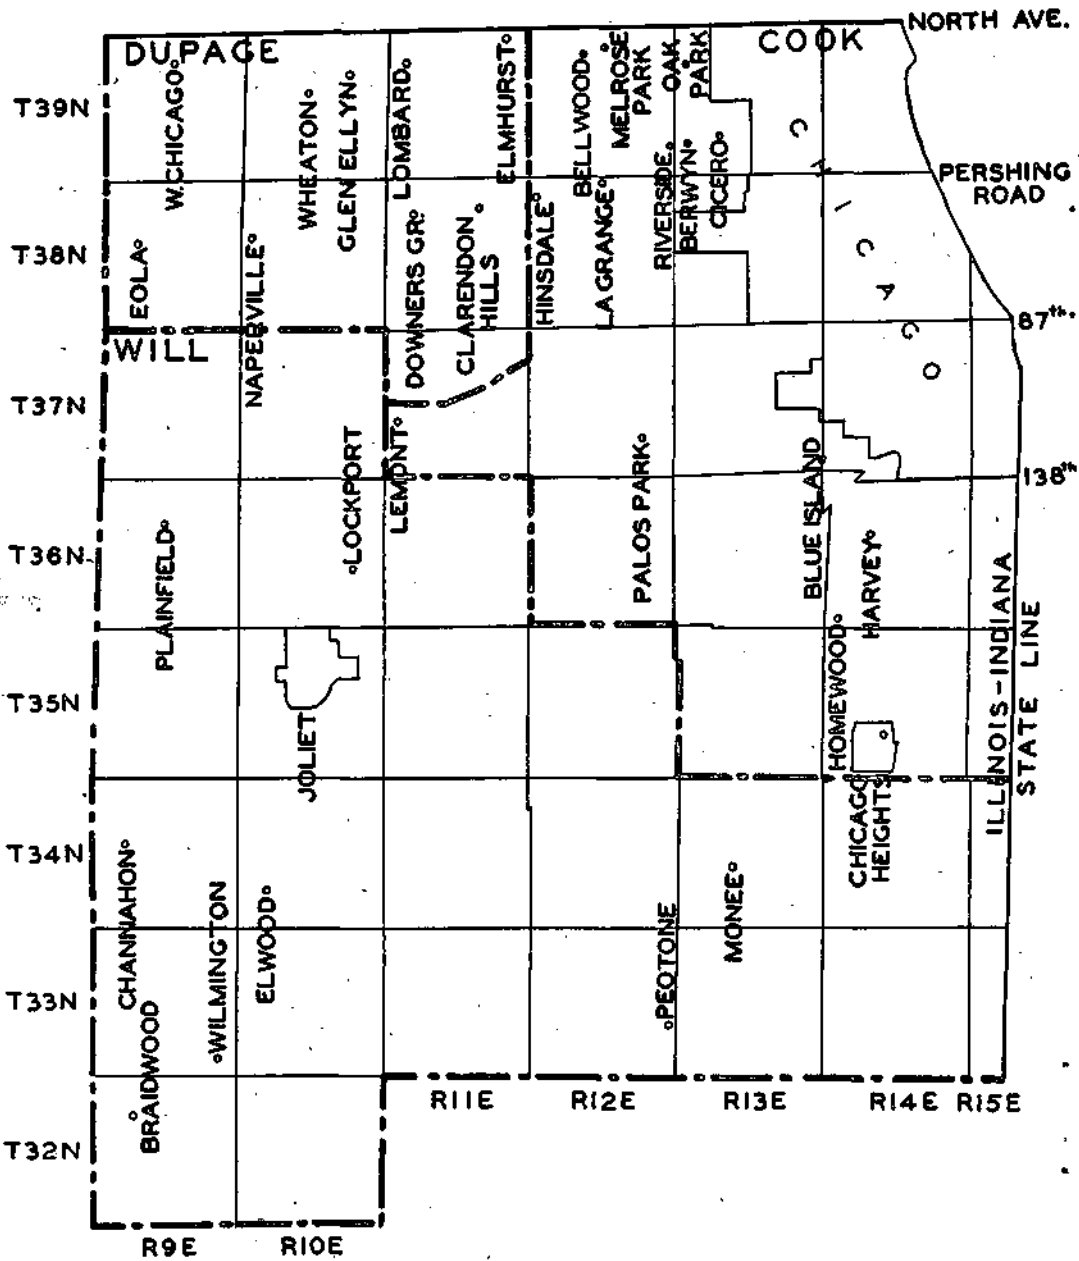 NORTH AVE.
DUPAGE
COOK
T39N
W.CHICAGO
WHEATON
GLEN ELLYN
LOMBARD
ELMHURST
BELLWOOD
MELROSE
PARK
OAK
PARK
CHICAGO
PERSHING
ROAD
T38N
EOLA
NAPERVILLE
DOWNERS GR.
CLARENDON
HILLS
HINSDALE
LAGRANGE
RIVERSIDE
BERWYN
CICERO
87th.
WILL
T37N
LOCKPORT
LEMONT
PALOS PARK
BLUE ISLAND
138th
T36N
PLAINFIELD
HARVEY
ILLINOIS-INDIANA
STATE LINE
T35N
JOLIET
HOMEWOOD
CHICAGO
HEIGHTS
T34N
CHANNAHON
WILMINGTON
ELWOOD
PEOTONE
MONEE
T33N
BRAIDWOOD
R11E
R12E
R13E
R14E
R15E
T32N
R9E
R10E